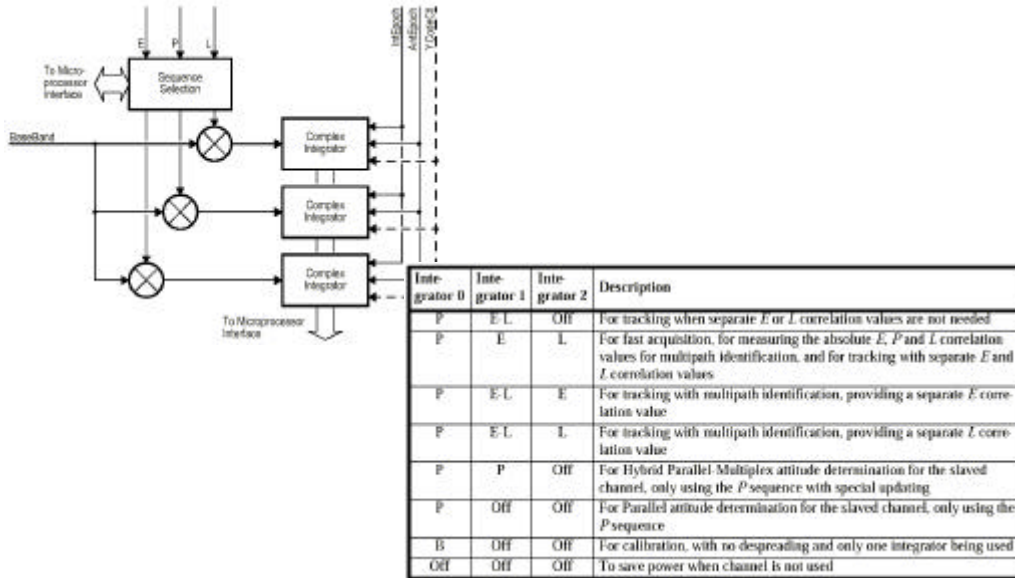 E P L
IntEpoch
AntEpoch
Y.CodeClk
To Micro-
processor
Interface
Sequence
Selection
BaseBand
Complex
Integrator
Complex
Integrator
Complex
Integrator
To Microprocessor
Interface
Inte-
grator 0
Inte-
grator 1
Inte-
grator 2
Description
P E-L Off For tracking when separate E or L correlation values are not needed
P E L For fast acquisition, for measuring the absolute E, P and L correlation
values for multipath identification, and for tracking with separate E and
L correlation values
P E-L E For tracking with multipath identification, providing a separate E corre-
lation value
P E-L L For tracking with multipath identification, providing a separate L corre-
lation value
P P Off For Hybrid Parallel-Multiplex attitude determination for the slaved
channel, only using the P sequence with special updating
P Off Off For Parallel attitude determination for the slaved channel, only using the
P sequence
B Off Off For calibration, with no despreading and only one integrator being used
Off Off Off To save power when channel is not used